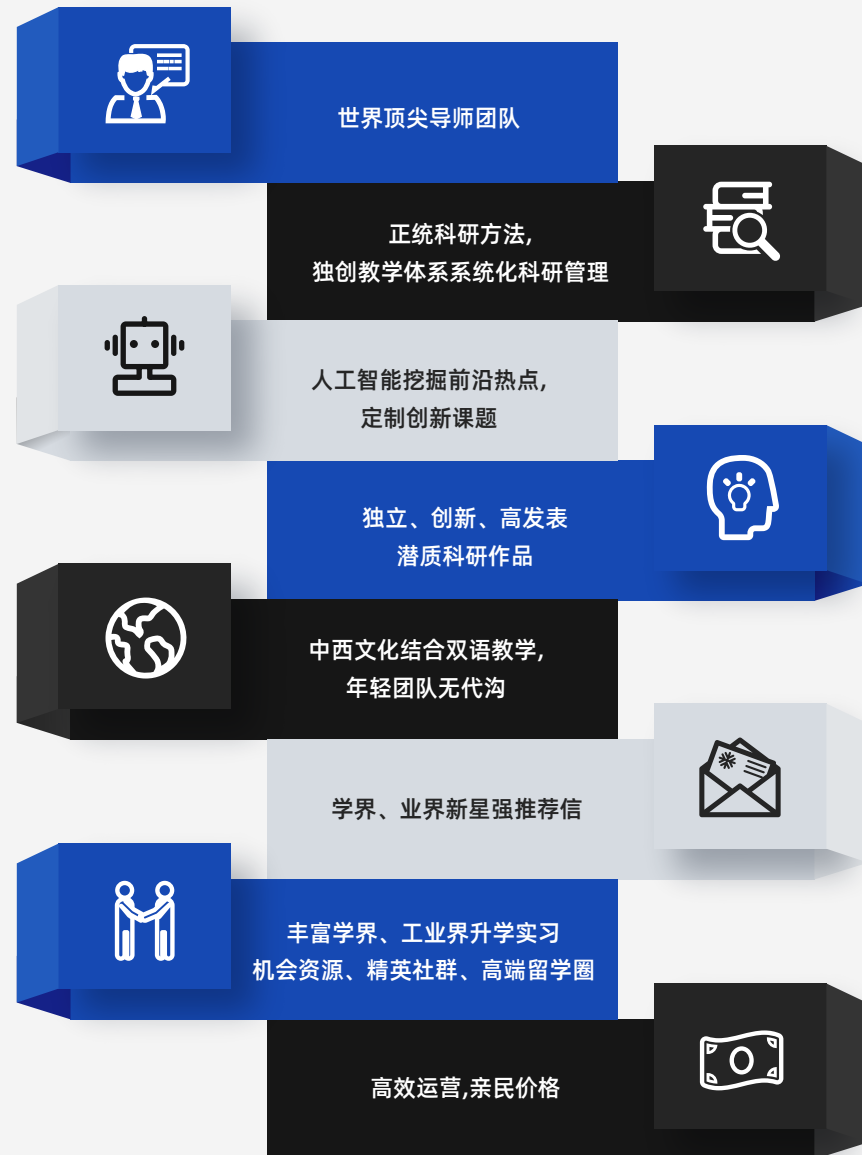 世界顶尖导师团队
正统科研方法,
独创教学体系系统化科研管理
人工智能挖掘前沿热点,
定制创新课题
独立、创新、高发表
潜质科研作品
中西文化结合双语教学,
年轻团队无代沟
学界、业界新星强推荐信
丰富学界、工业界升学实习
机会资源、精英社群、高端留学圈
高效运营,亲民价格